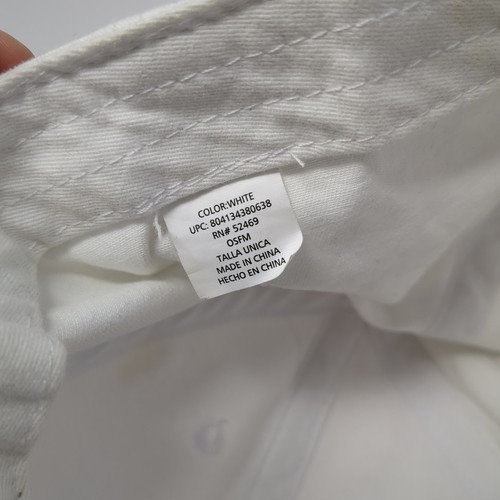 COLOR:WHITE
UPC: 804134380638
RN# 52469
OSFM
TALLA UNICA
MADE IN CHINA
HECHO EN CHINA